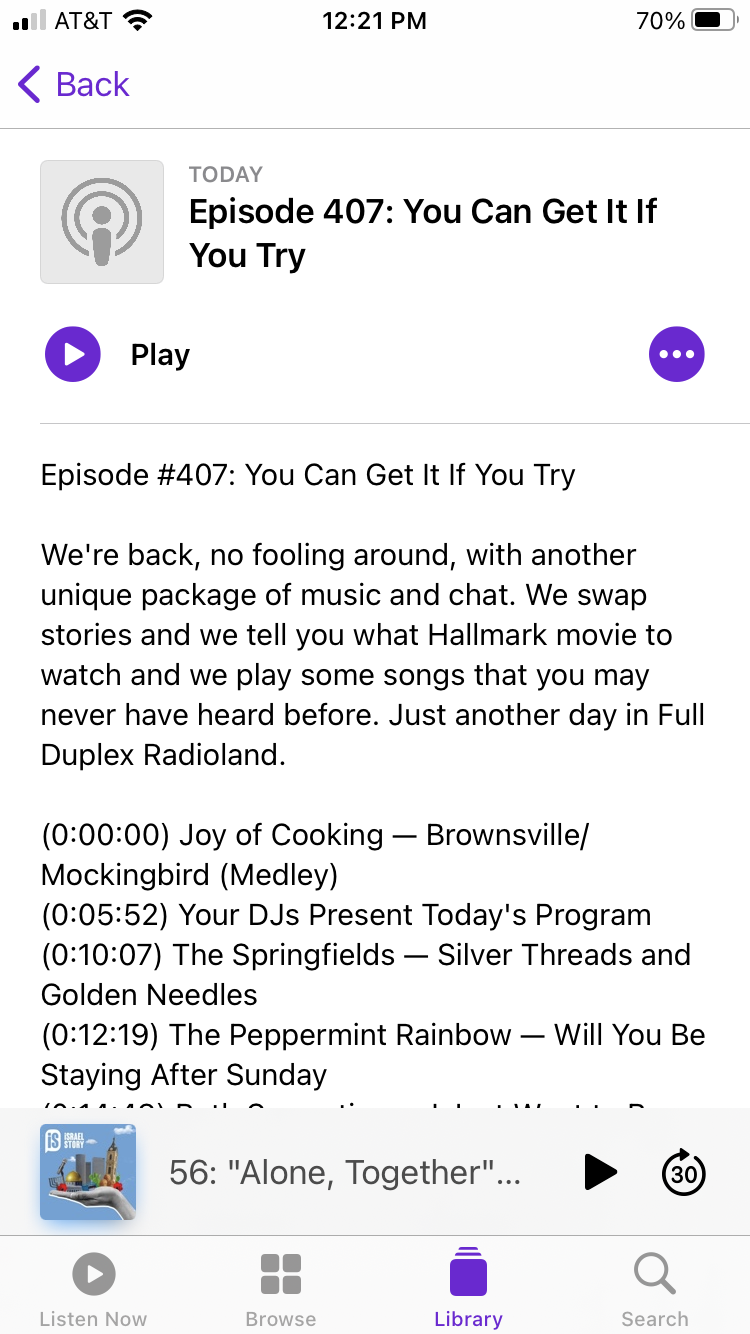 AT&T 12:21 PM 70%
Back
TODAY
Episode 407: You Can Get It If
You Try
Play
Episode #407: You Can Get It If You Try
We're back, no fooling around, with another
unique package of music and chat. We swap
stories and we tell you what Hallmark movie to
watch and we play some songs that you may
never have heard before. Just another day in Full
Duplex Radioland.
(0:00:00) Joy of Cooking — Brownsville/
Mockingbird (Medley)
(0:05:52) Your DJs Present Today's Program
(0:10:07) The Springfields — Silver Threads and
Golden Needles
(0:12:19) The Peppermint Rainbow — Will You Be
Staying After Sunday
iS ISRAEL
STORY
56: "Alone, Together"...
30
Listen Now Browse Library Search